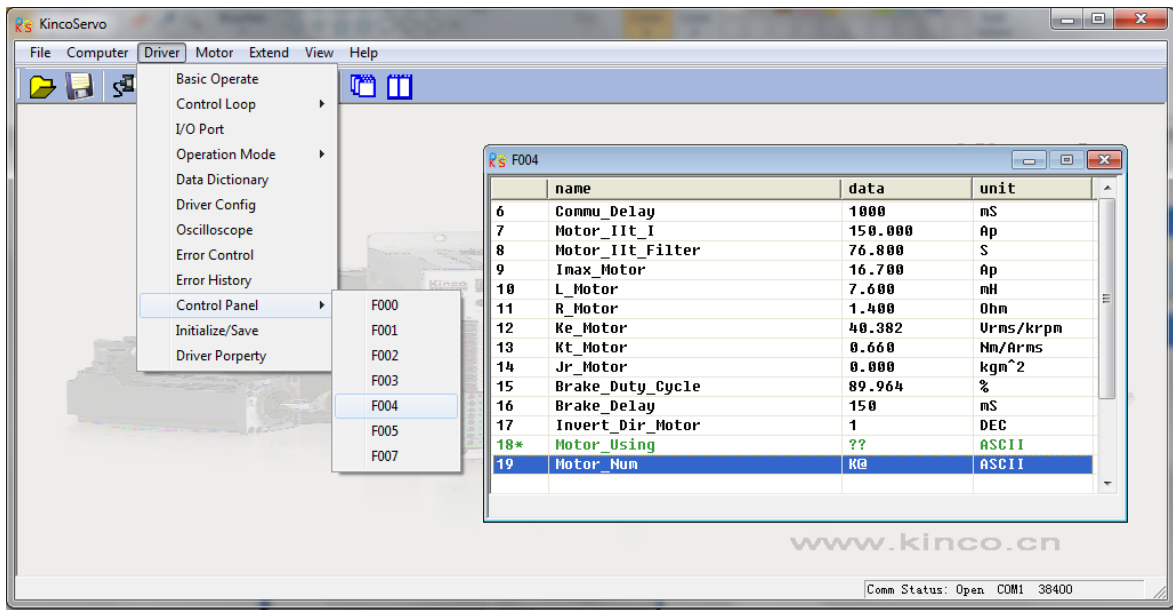 KincoServo
File Computer Driver Motor Extend View Help
Basic Operate
Control Loop
I/O Port
Operation Mode
Data Dictionary
Driver Config
Oscilloscope
Error Control
Error History
Control Panel
Initialize/Save
Driver Porperty
F000
F001
F002
F003
F004
F005
F007
F004
name data unit
6 Commu_Delay 1000 mS
7 Motor_IIt_I 150.000 Ap
8 Motor_IIt_Filter 76.800 S
9 Imax_Motor 16.700 Ap
10 L_Motor 7.600 mH
11 R_Motor 1.400 Ohm
12 Ke_Motor 40.382 Vrms/krpm
13 Kt_Motor 0.660 Nm/Arms
14 Jr_Motor 0.000 kgm^2
15 Brake_Duty_Cycle 89.964 %
16 Brake_Delay 150 mS
17 Invert_Dir_Motor 1 DEC
18* Motor_Using ?? ASCII
19 Motor_Num K@ ASCII
www.kinco.cn
Comm Status: Open COM1 38400